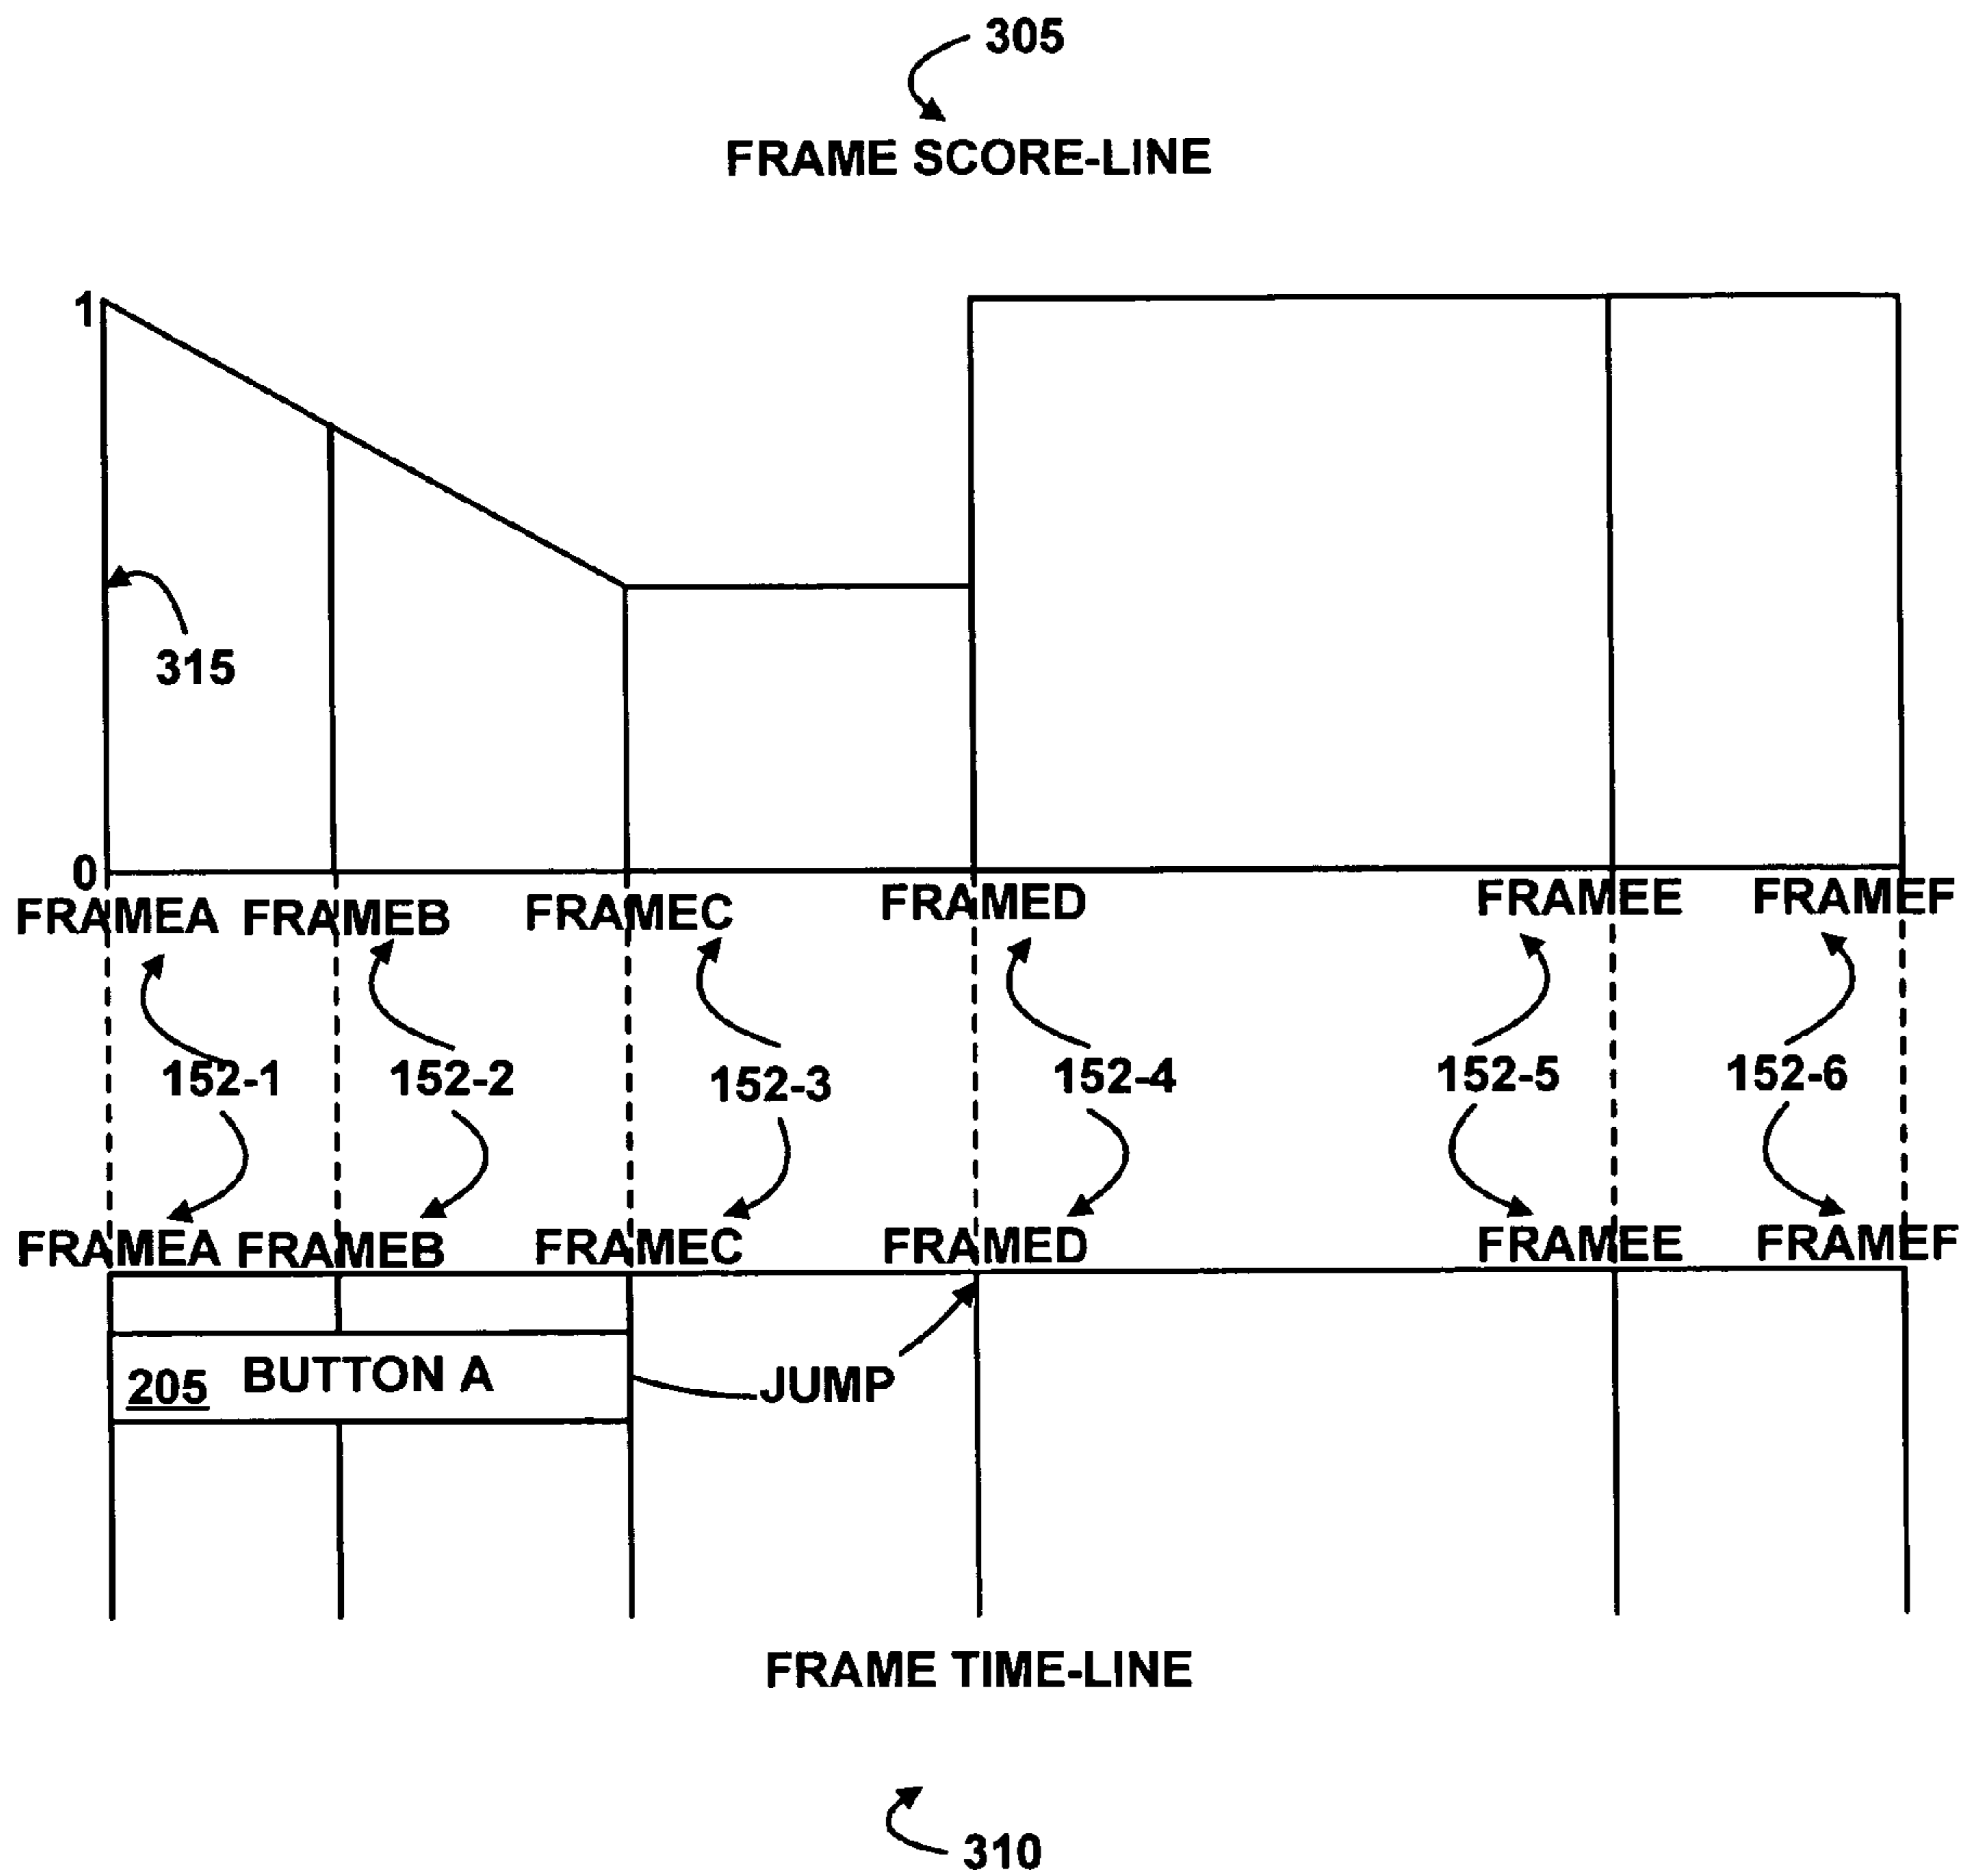 305
FRAME SCORE-LINE
1
315
0
FRAMEA FRAMEB FRAMEC FRAMED FRAMEE FRAMEF
152-1 152-2 152-3 152-4 152-5 152-6
FRAMEA FRAMEB FRAMEC FRAMED FRAMEE FRAMEF
205 BUTTON A JUMP
FRAME TIME-LINE
310